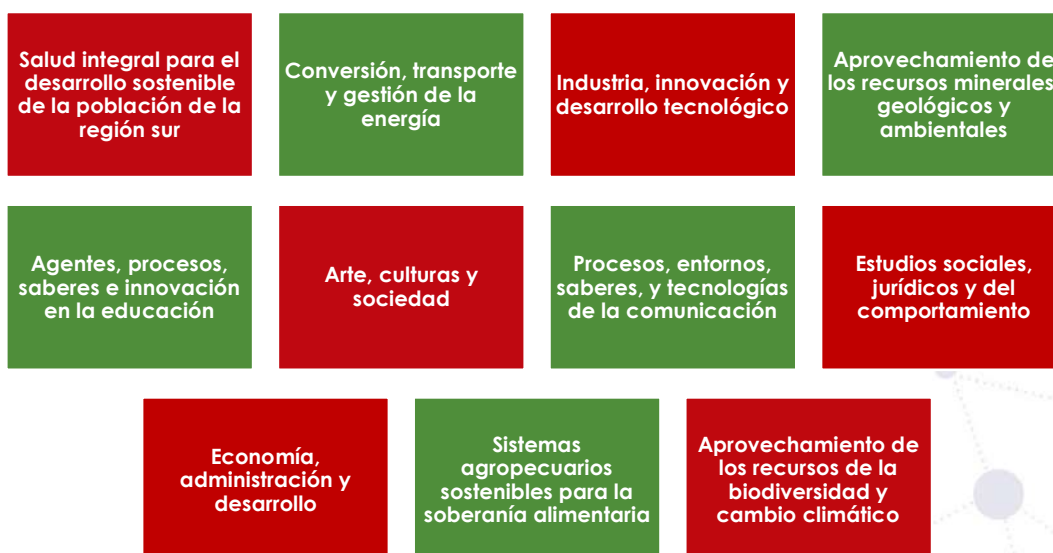 Salud integral para el
desarrollo sostenible
de la población de la
región sur
Conversión, transporte
y gestión de la
energía
Industria, innovación y
desarrollo tecnológico
Aprovechamiento de
los recursos minerales,
geológicos y
ambientales
Agentes, procesos,
saberes e innovación
en la educación
Arte, culturas y
sociedad
Procesos, entornos,
saberes, y tecnologías
de la comunicación
Estudios sociales,
jurídicos y del
comportamiento
Economía,
administración y
desarrollo
Sistemas
agropecuarios
sostenibles para la
soberanía alimentaria
Aprovechamiento de
los recursos de la
biodiversidad y
cambio climático